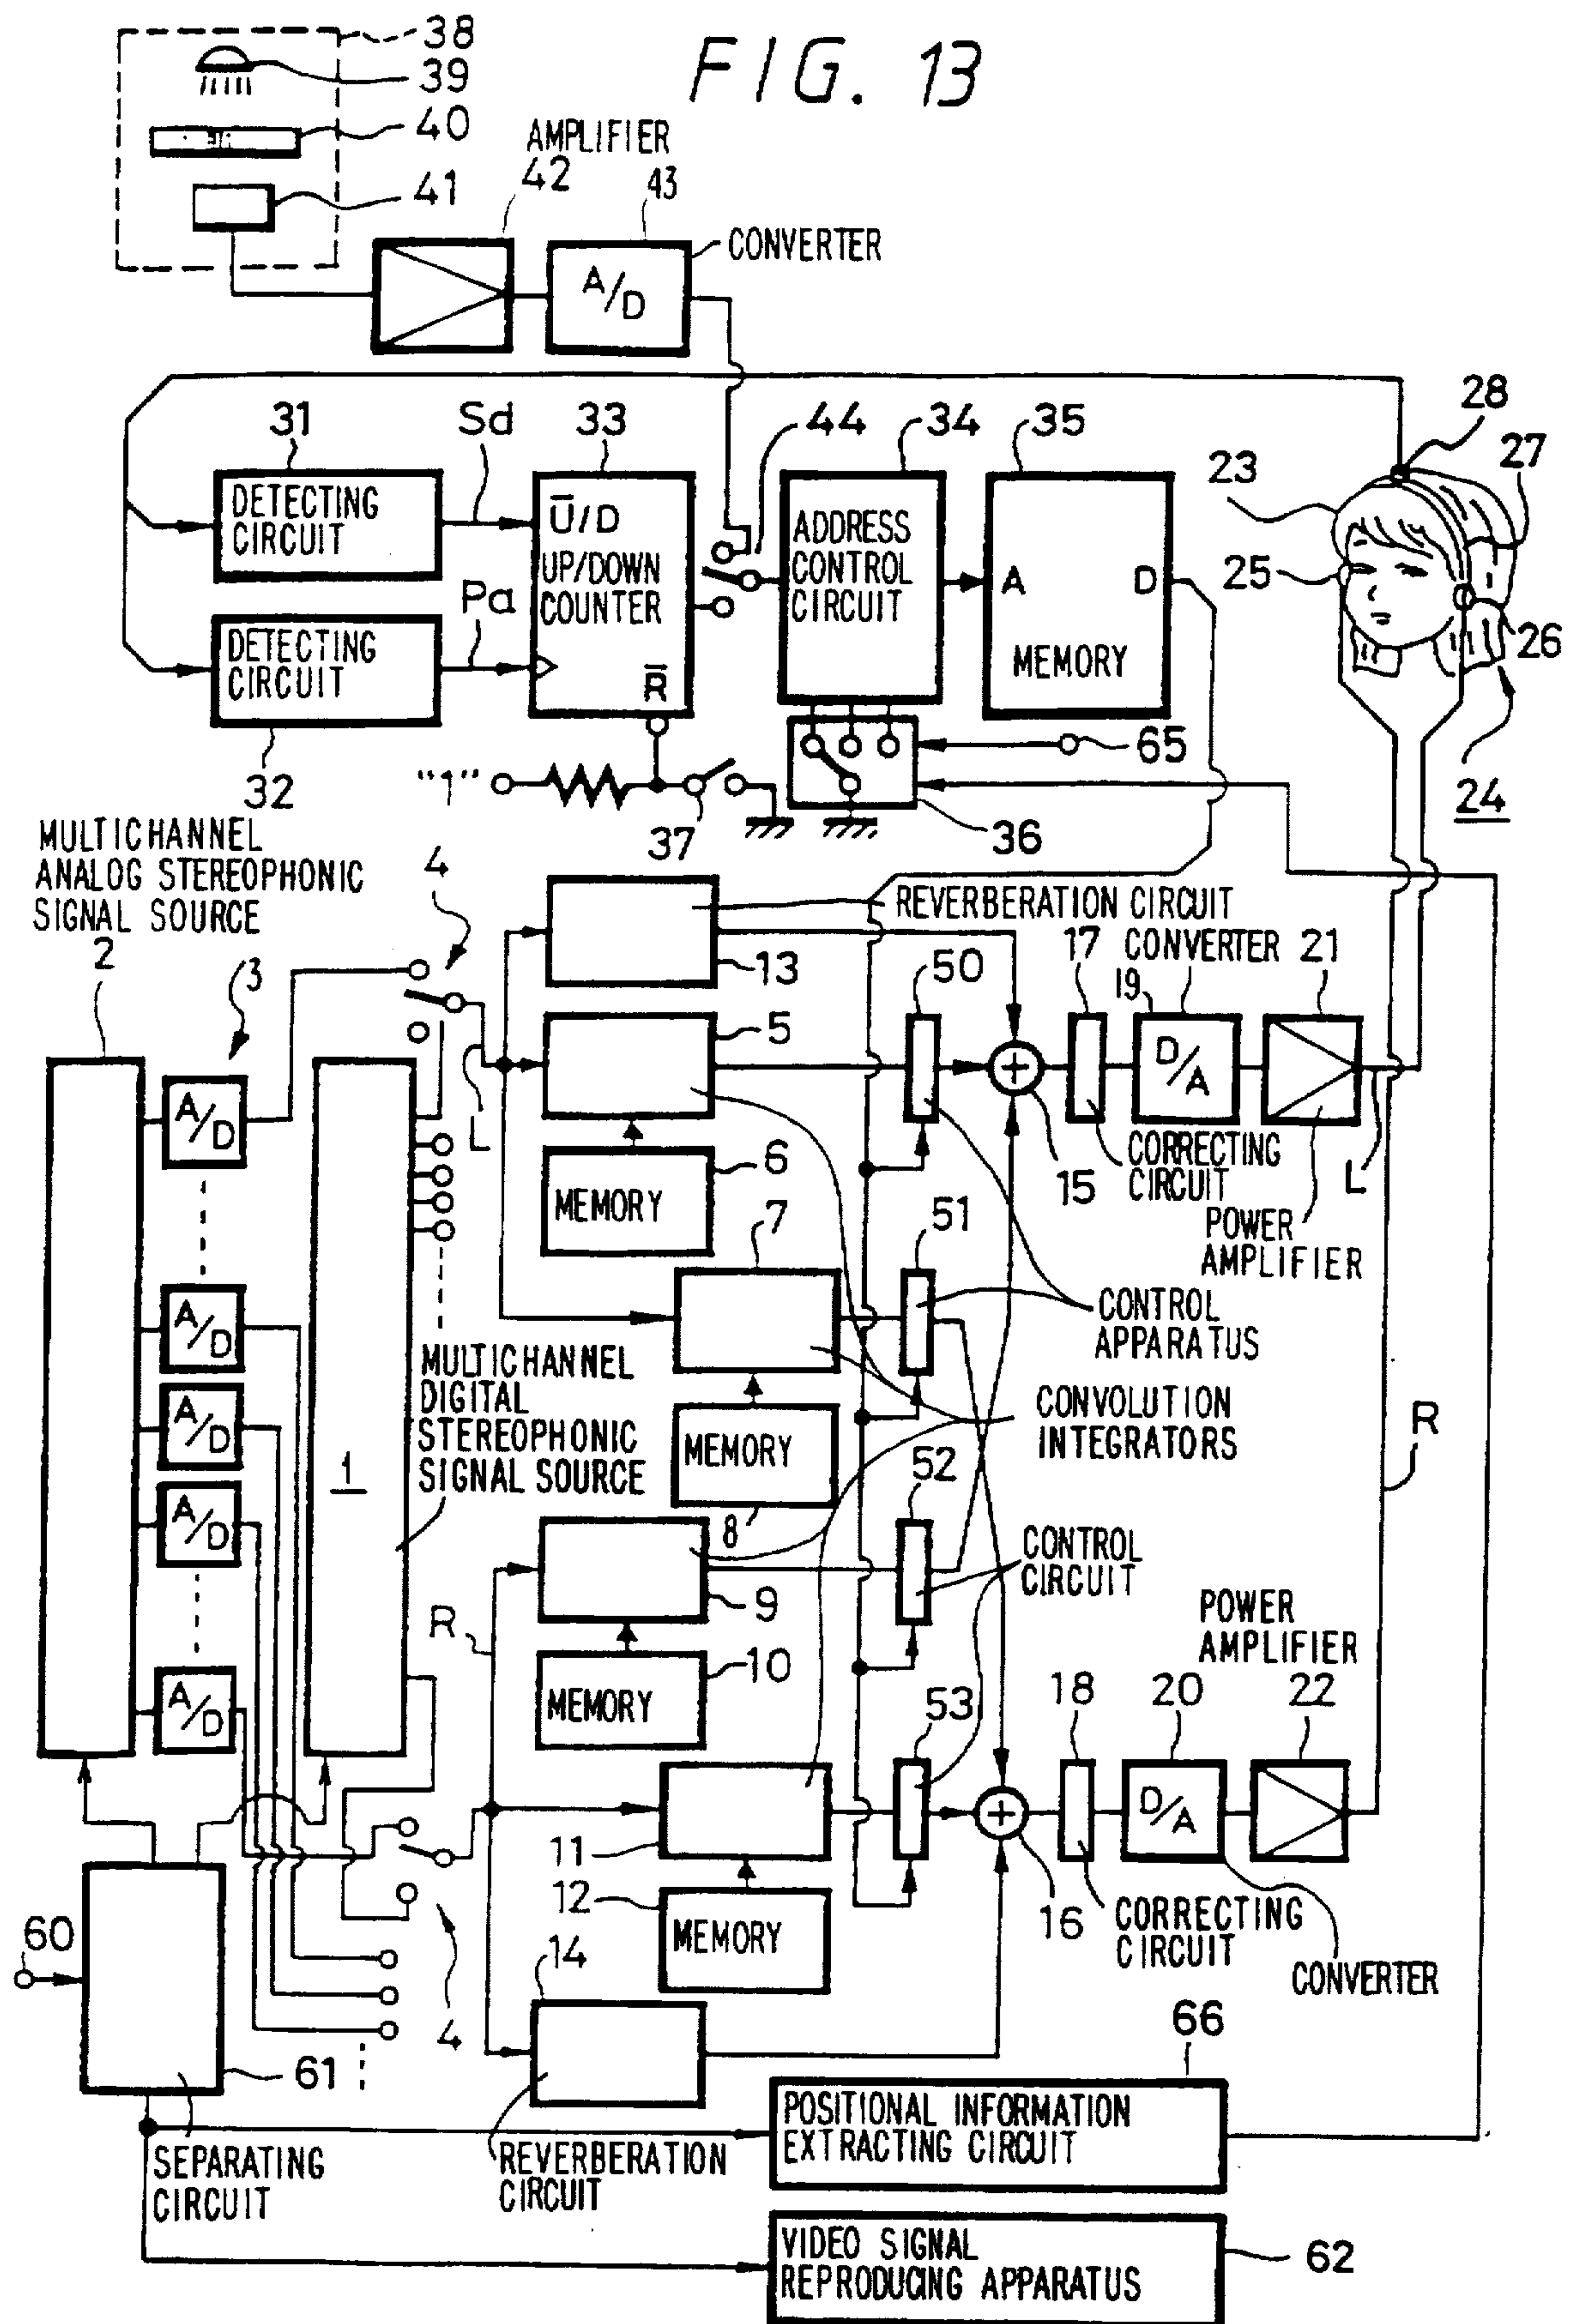 FIG. 13
38
39
40
41
AMPLIFIER
42
43
A/D
CONVERTER
31
DETECTING
CIRCUIT
Sd
33
U̅/D
UP/DOWN
COUNTER
R̅
44
34
ADDRESS
CONTROL
CIRCUIT
35
A
D
MEMORY
28
27
23
25
26
24
Pa
DETECTING
CIRCUIT
32
"1"
37
36
65
MULTICHANNEL
ANALOG STEREOPHONIC
SIGNAL SOURCE
2
3
4
REVERBERATION CIRCUIT
13
50
17
CONVERTER
19
21
5
L
D/A
A/D
MEMORY
6
15
CORRECTING
CIRCUIT
L
POWER
AMPLIFIER
7
51
CONTROL
APPARATUS
A/D
MULTICHANNEL
DIGITAL
STEREOPHONIC
SIGNAL SOURCE
1
MEMORY
8
CONVOLUTION
INTEGRATORS
R
A/D
A/D
52
CONTROL
CIRCUIT
9
R
MEMORY
10
POWER
AMPLIFIER
A/D
53
18
20
22
D/A
11
12
MEMORY
16
CORRECTING
CIRCUIT
CONVERTER
60
61
4
14
66
SEPARATING
CIRCUIT
REVERBERATION
CIRCUIT
POSITIONAL INFORMATION
EXTRACTING CIRCUIT
VIDEO SIGNAL
REPRODUCING APPARATUS
62